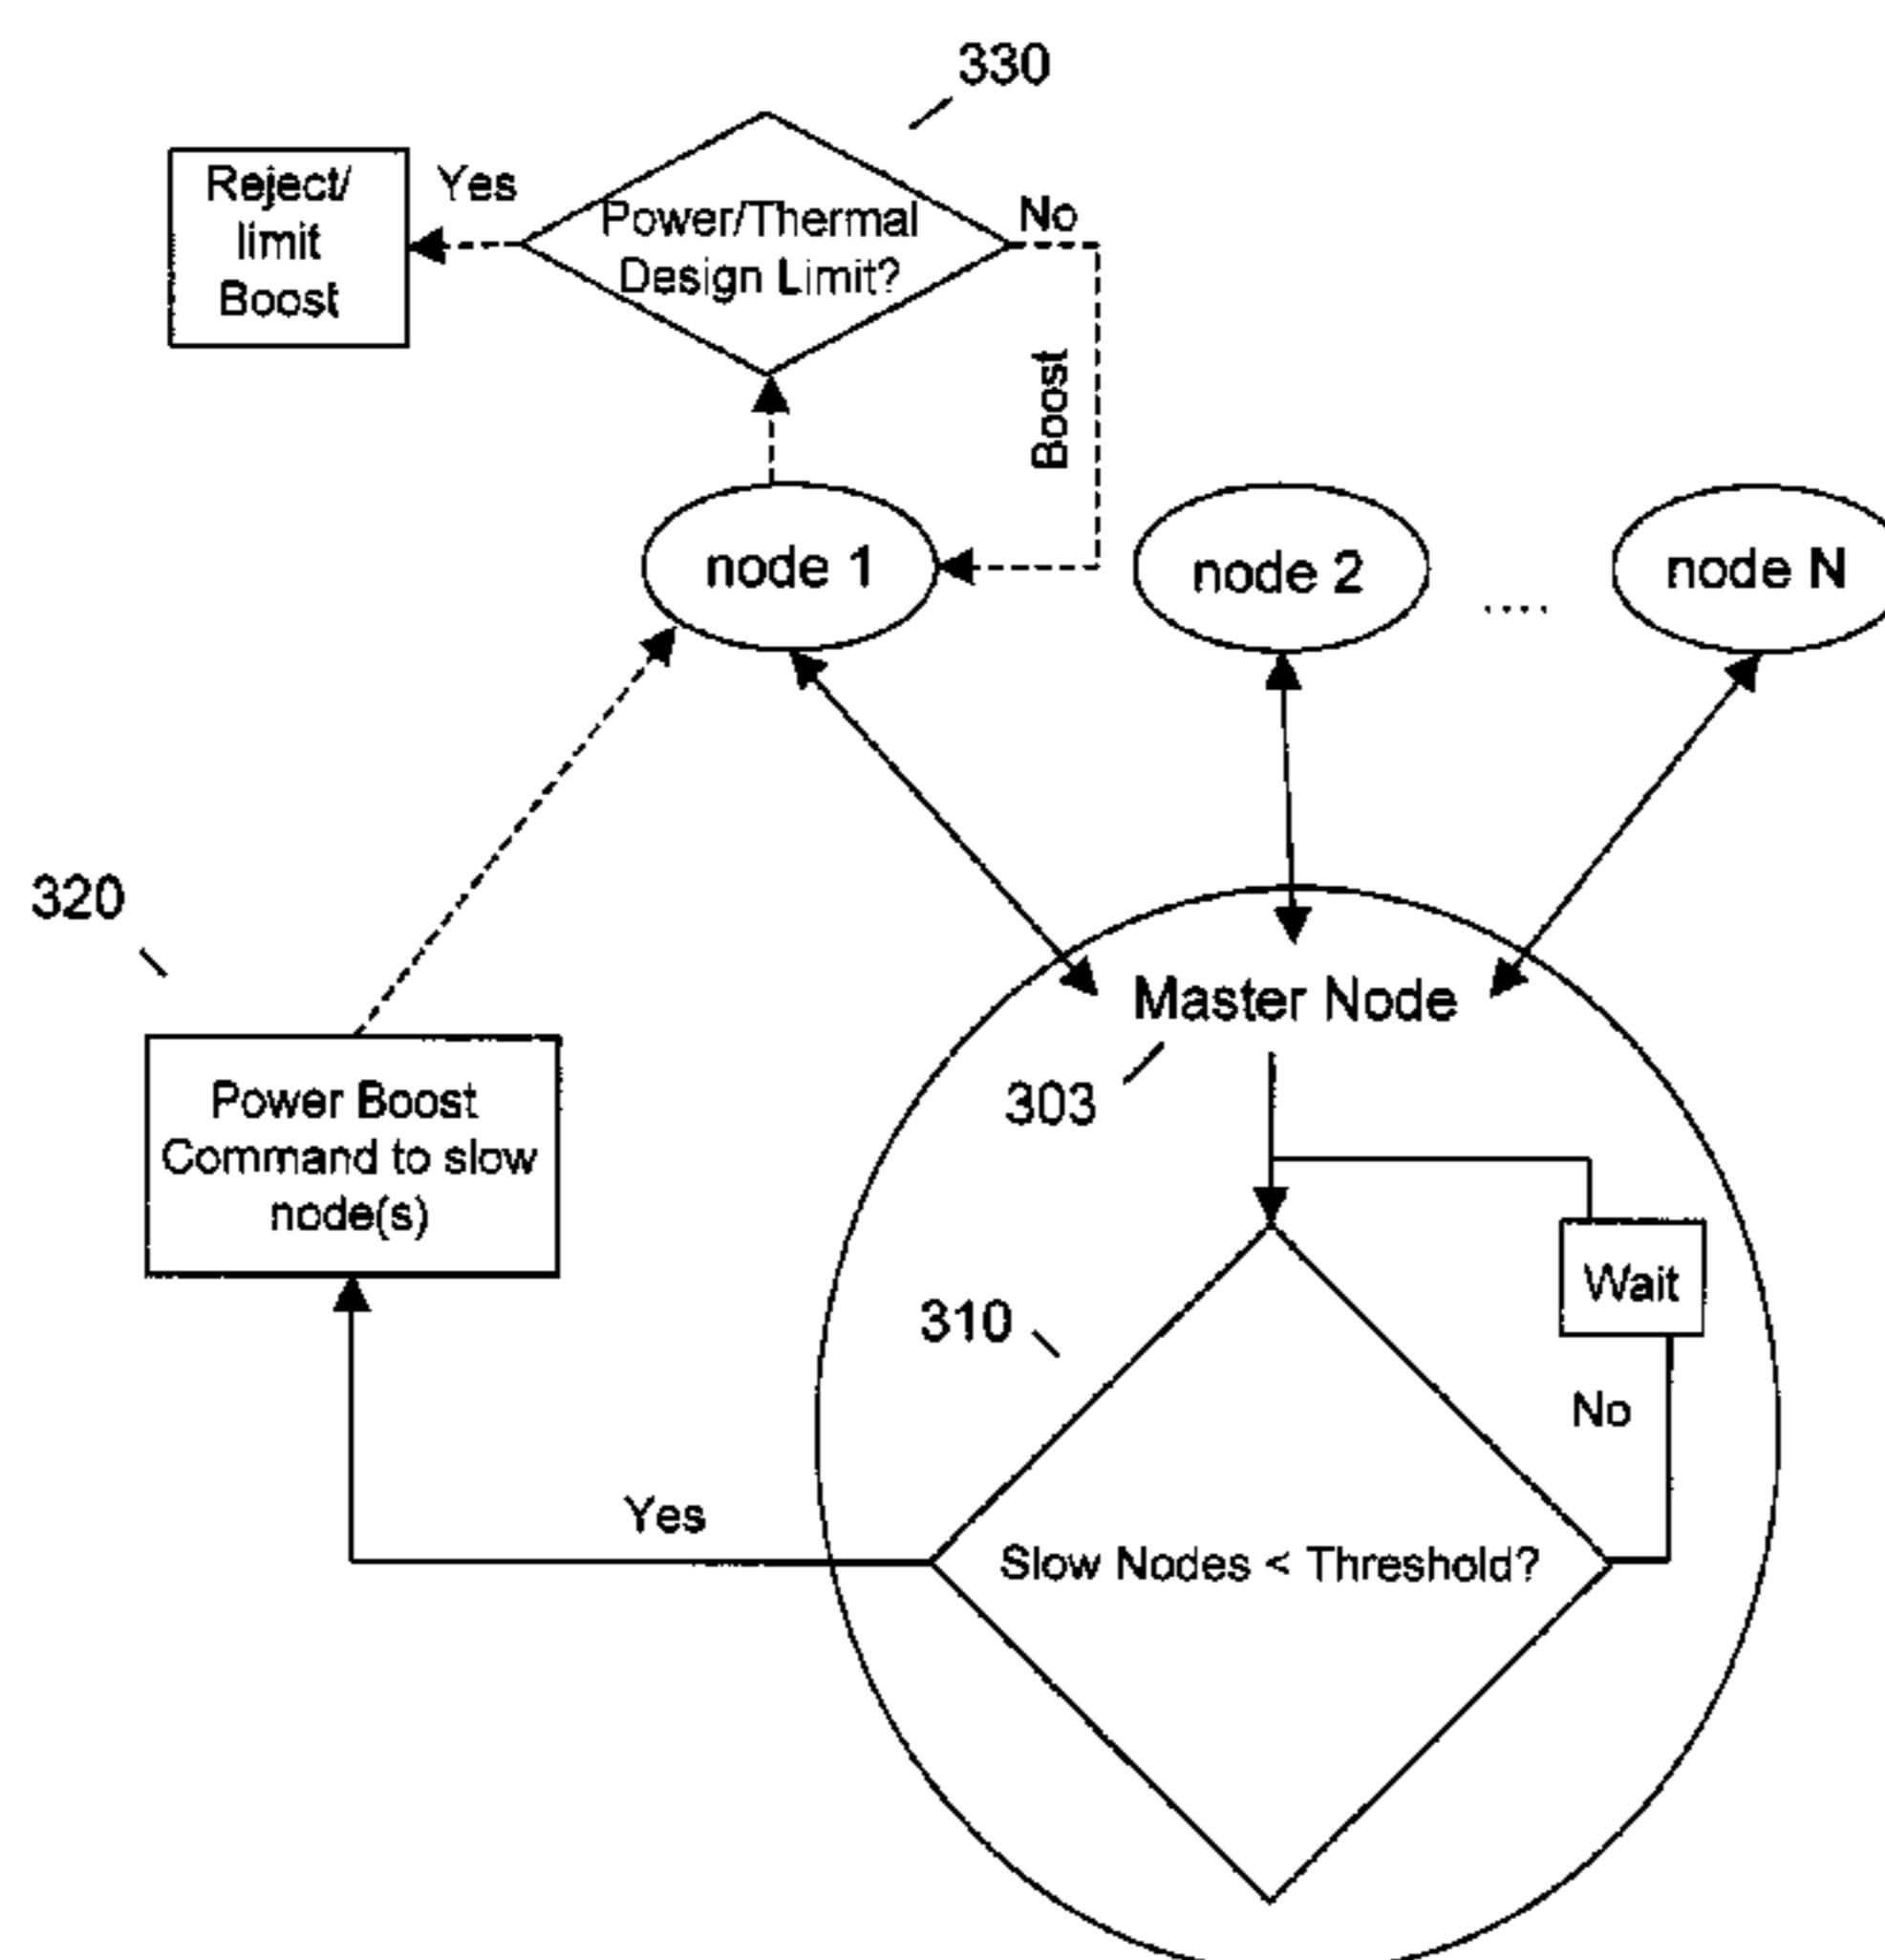 330
Reject/
limit
Boost
Yes
Power/Thermal
Design Limit?
No
Boost
node 1
node 2
....
node N
320
Master Node
303
Power Boost
Command to slow
node(s)
Wait
310
No
Yes
Slow Nodes < Threshold?